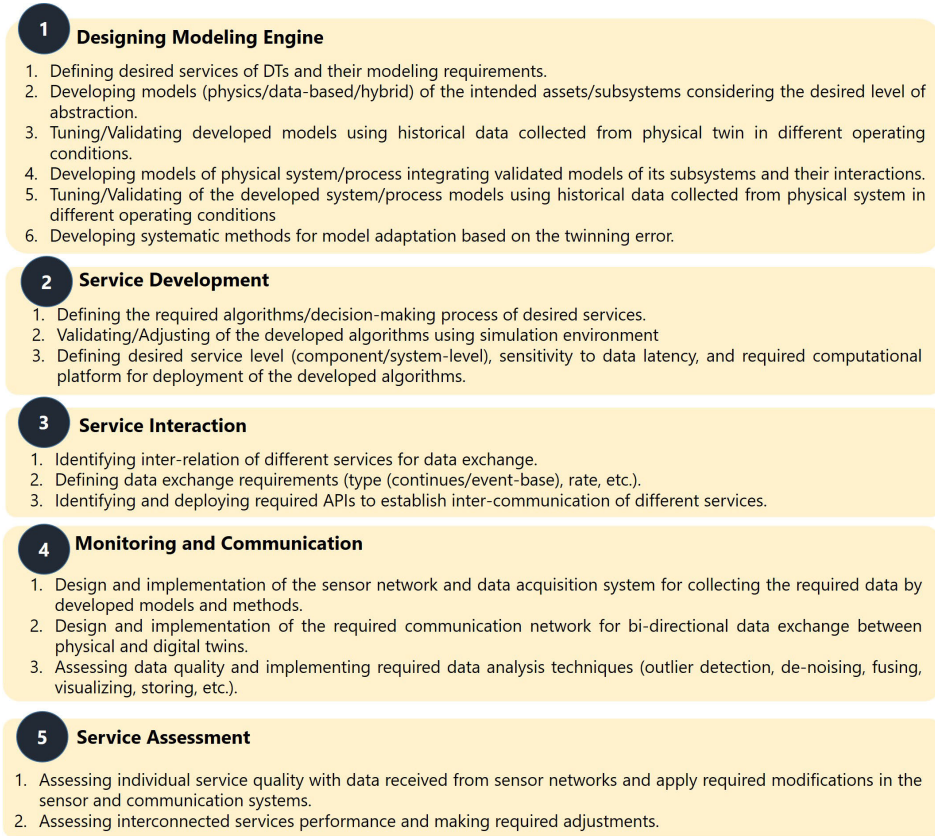 1
Designing Modeling Engine
1. Defining desired services of DTs and their modeling requirements.
2. Developing models (physics/data-based/hybrid) of the intended assets/subsystems considering the desired level of
abstraction.
3. Tuning/Validating developed models using historical data collected from physical twin in different operating
conditions.
4. Developing models of physical system/process integrating validated models of its subsystems and their interactions.
5. Tuning/Validating of the developed system/process models using historical data collected from physical system in
different operating conditions
6. Developing systematic methods for model adaptation based on the twinning error.
2
Service Development
1. Defining the required algorithms/decision-making process of desired services.
2. Validating/Adjusting of the developed algorithms using simulation environment
3. Defining desired service level (component/system-level), sensitivity to data latency, and required computational
platform for deployment of the developed algorithms.
3
Service Interaction
1. Identifying inter-relation of different services for data exchange.
2. Defining data exchange requirements (type (continues/event-base), rate, etc.).
3. Identifying and deploying required APIs to establish inter-communication of different services.
4
Monitoring and Communication
1. Design and implementation of the sensor network and data acquisition system for collecting the required data by
developed models and methods.
2. Design and implementation of the required communication network for bi-directional data exchange between
physical and digital twins.
3. Assessing data quality and implementing required data analysis techniques (outlier detection, de-noising, fusing,
visualizing, storing, etc.).
5
Service Assessment
1. Assessing individual service quality with data received from sensor networks and apply required modifications in the
sensor and communication systems.
2. Assessing interconnected services performance and making required adjustments.